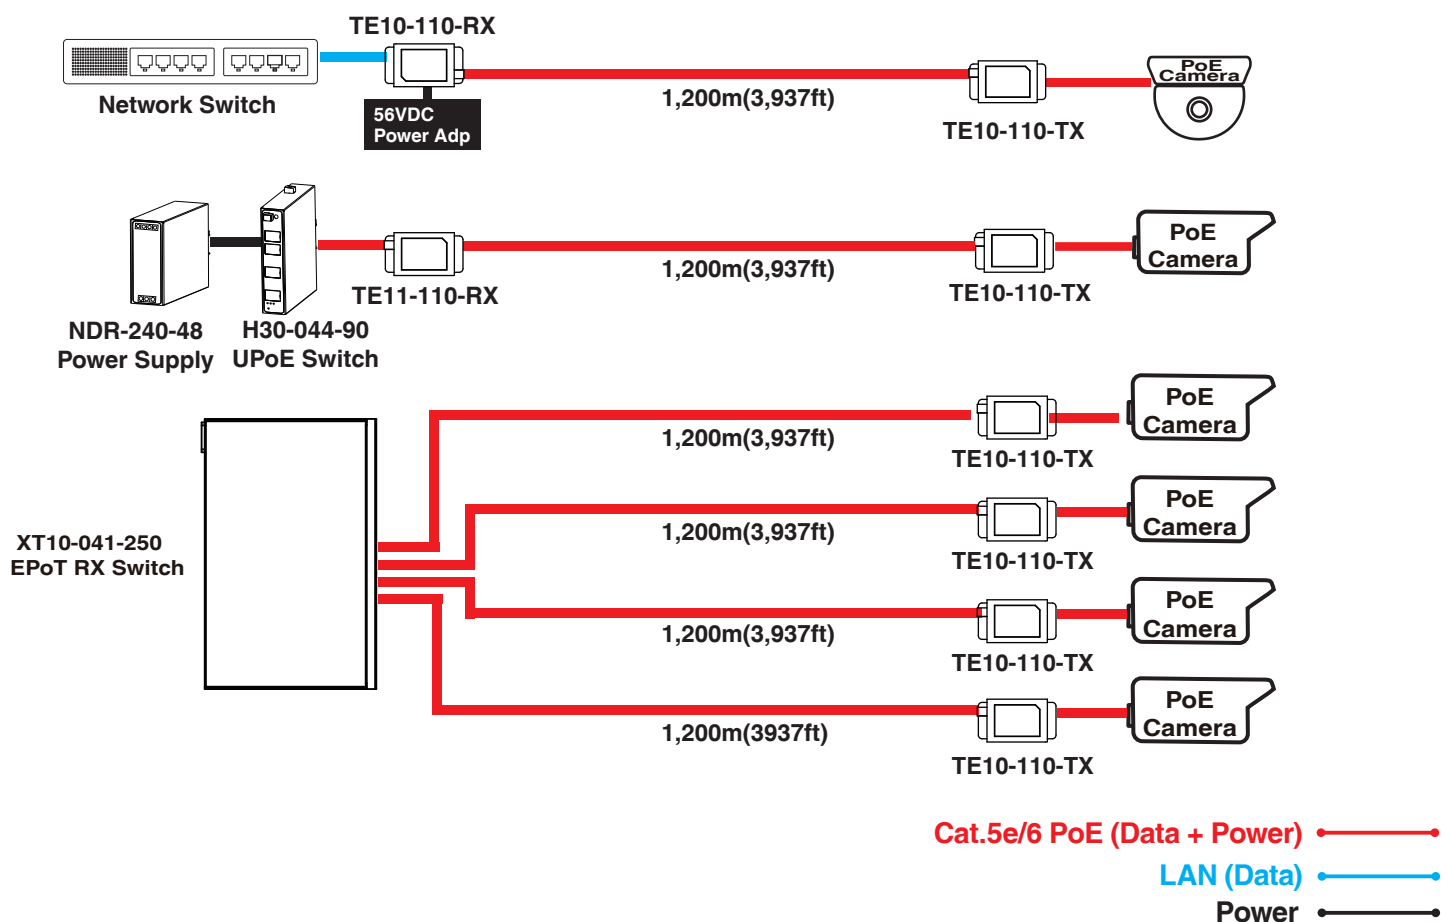 TE10-110-RX
Network Switch
56VDC
Power Adp
1,200m(3,937ft)
TE10-110-TX
PoE
Camera
NDR-240-48
Power Supply
H30-044-90
UPoE Switch
TE11-110-RX
1,200m(3,937ft)
TE10-110-TX
PoE
Camera
XT10-041-250
EPoT RX Switch
1,200m(3,937ft)
TE10-110-TX
PoE
Camera
1,200m(3,937ft)
TE10-110-TX
PoE
Camera
1,200m(3,937ft)
TE10-110-TX
PoE
Camera
1,200m(3937ft)
TE10-110-TX
PoE
Camera
Cat.5e/6 PoE (Data + Power)
LAN (Data)
Power